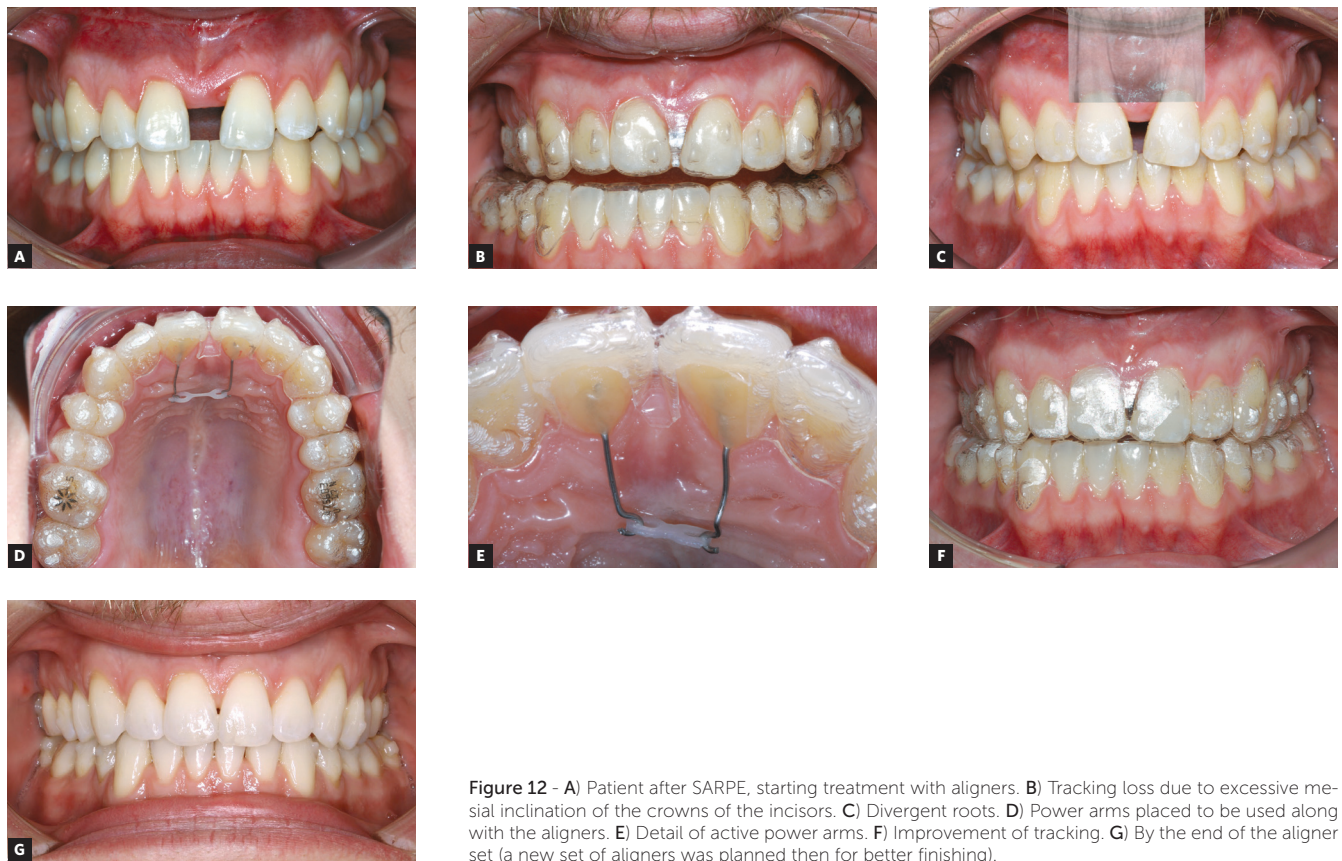 A
B
C
D
E
F
G
Figure 12 - A) Patient after SARPE, starting treatment with aligners. B) Tracking loss due to excessive me-
sial inclination of the crowns of the incisors. C) Divergent roots. D) Power arms placed to be used along
with the aligners. E) Detail of active power arms. F) Improvement of tracking. G) By the end of the aligner
set (a new set of aligners was planned then for better finishing).